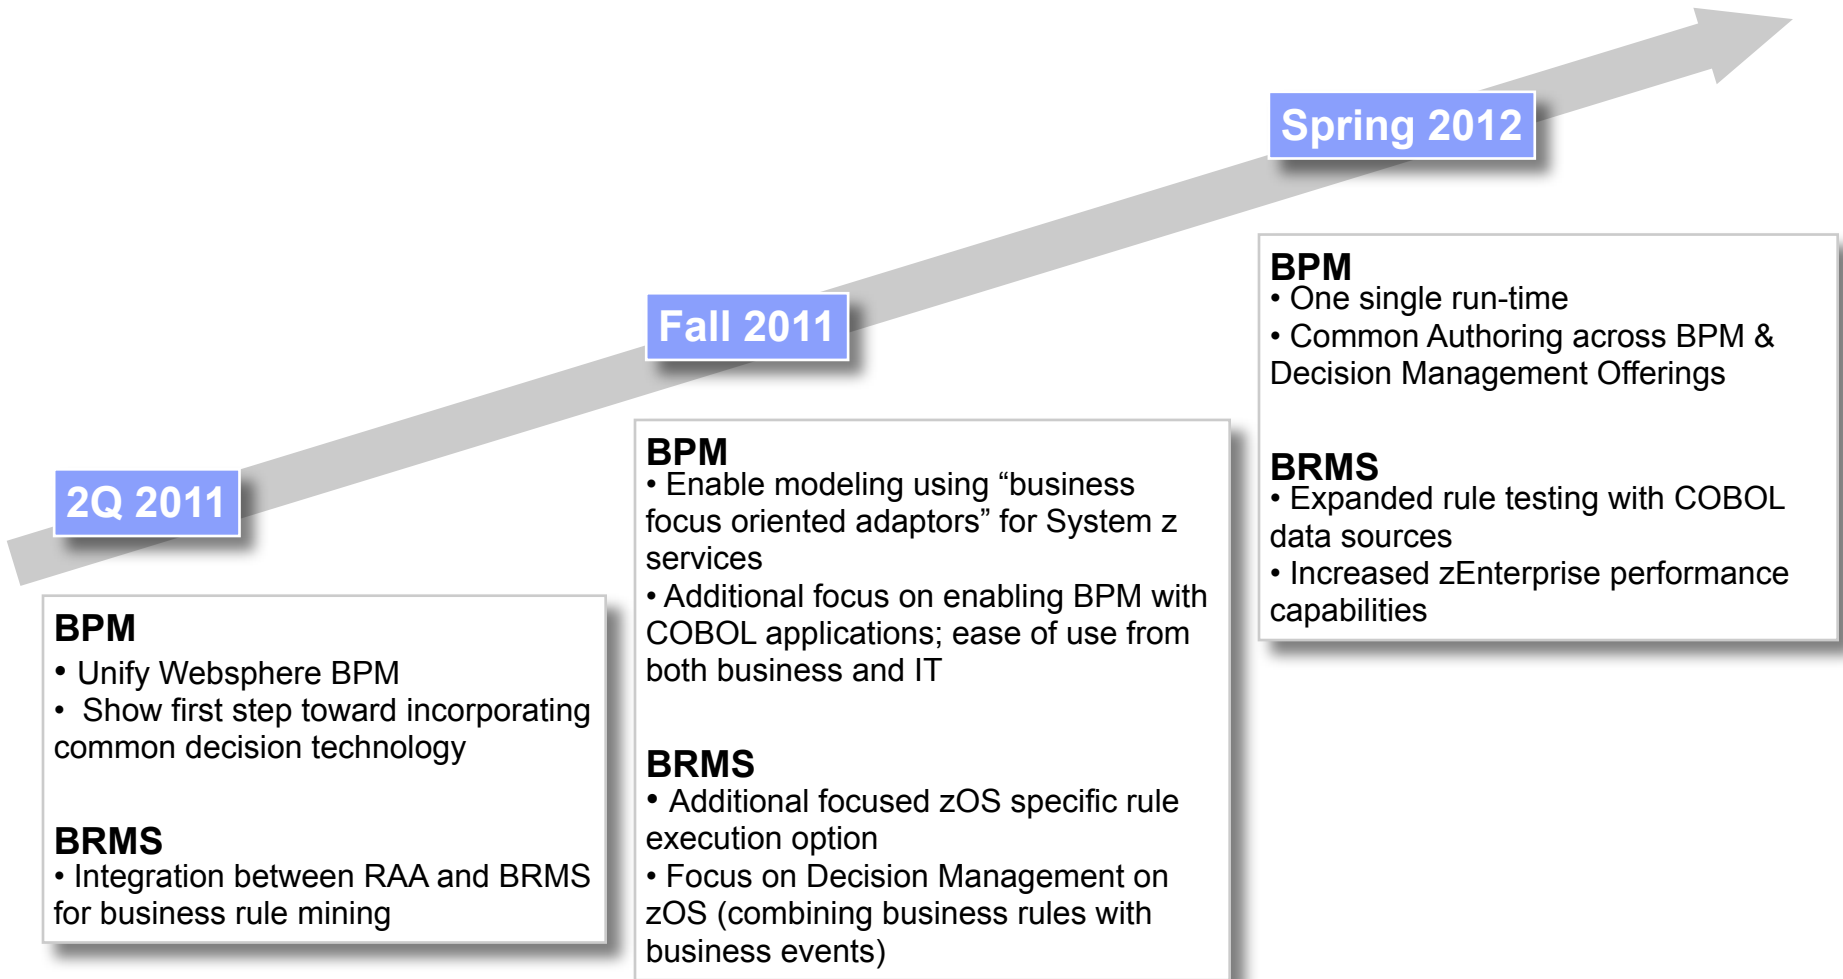 2Q 2011
BPM
• Unify Websphere BPM
• Show first step toward incorporating
common decision technology
BRMS
• Integration between RAA and BRMS
for business rule mining
Fall 2011
BPM
• Enable modeling using “business
focus oriented adaptors” for System z
services
• Additional focus on enabling BPM with
COBOL applications; ease of use from
both business and IT
BRMS
• Additional focused zOS specific rule
execution option
• Focus on Decision Management on
zOS (combining business rules with
business events)
Spring 2012
BPM
• One single run-time
• Common Authoring across BPM &
Decision Management Offerings
BRMS
• Expanded rule testing with COBOL
data sources
• Increased zEnterprise performance
capabilities